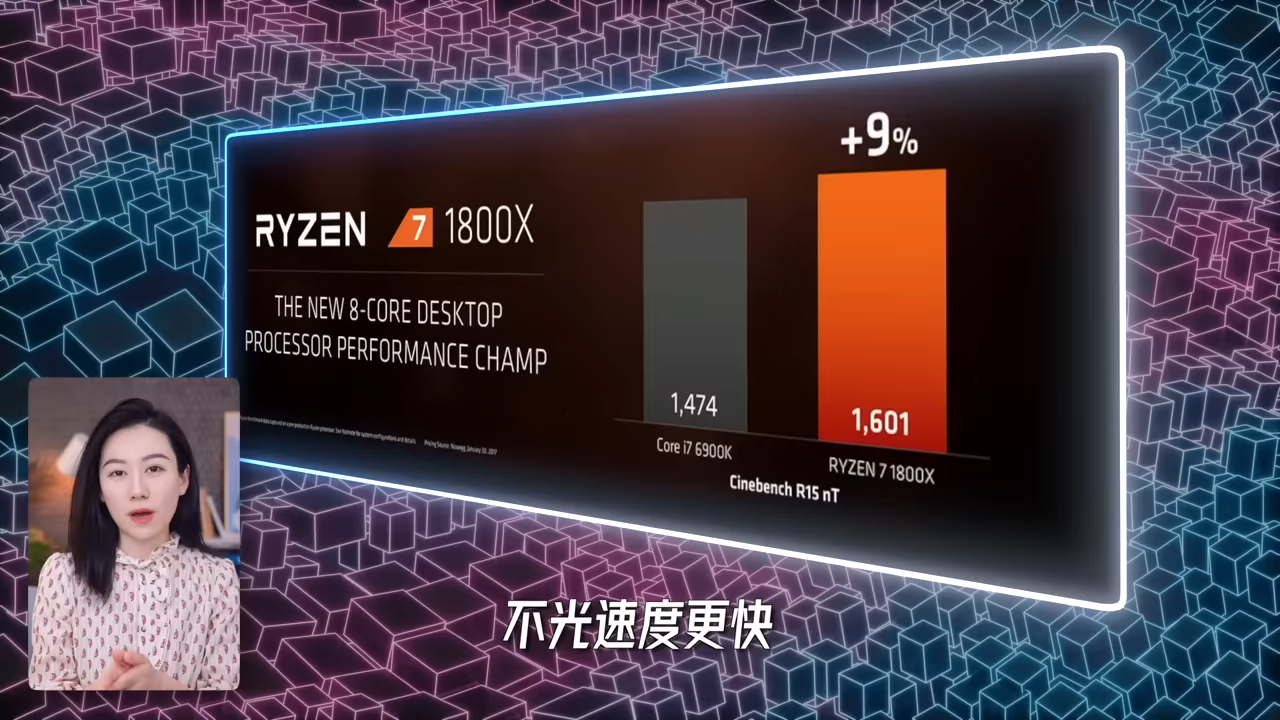 +9%
RYZEN 7 1800X
THE NEW 8-CORE DESKTOP
PROCESSOR PERFORMANCE CHAMP
1,474
1,601
Core i7 6900K
RYZEN 7 1800X
Cinebench R15 nT
不光速度更快